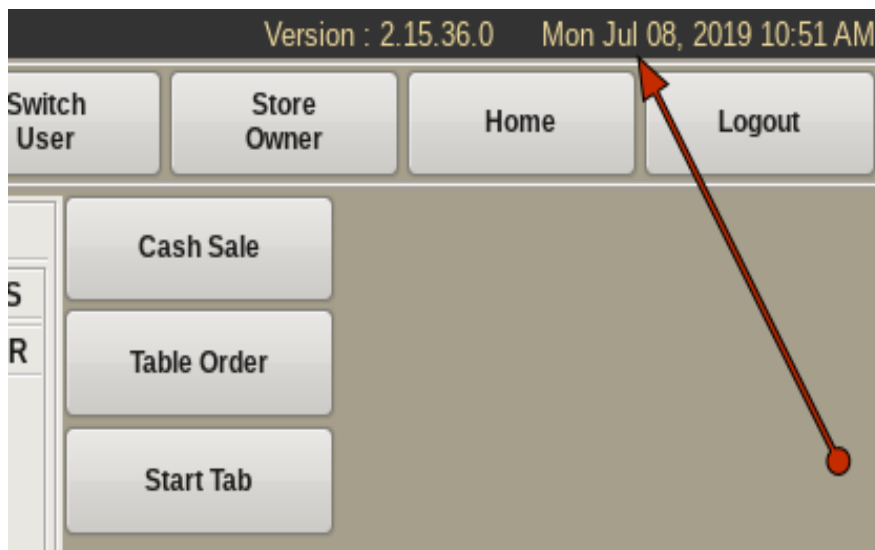 Version : 2.15.36.0 Mon Jul 08, 2019 10:51 AM
Switch
User
Store
Owner
Home
Logout
Cash Sale
S
Table Order
R
Start Tab